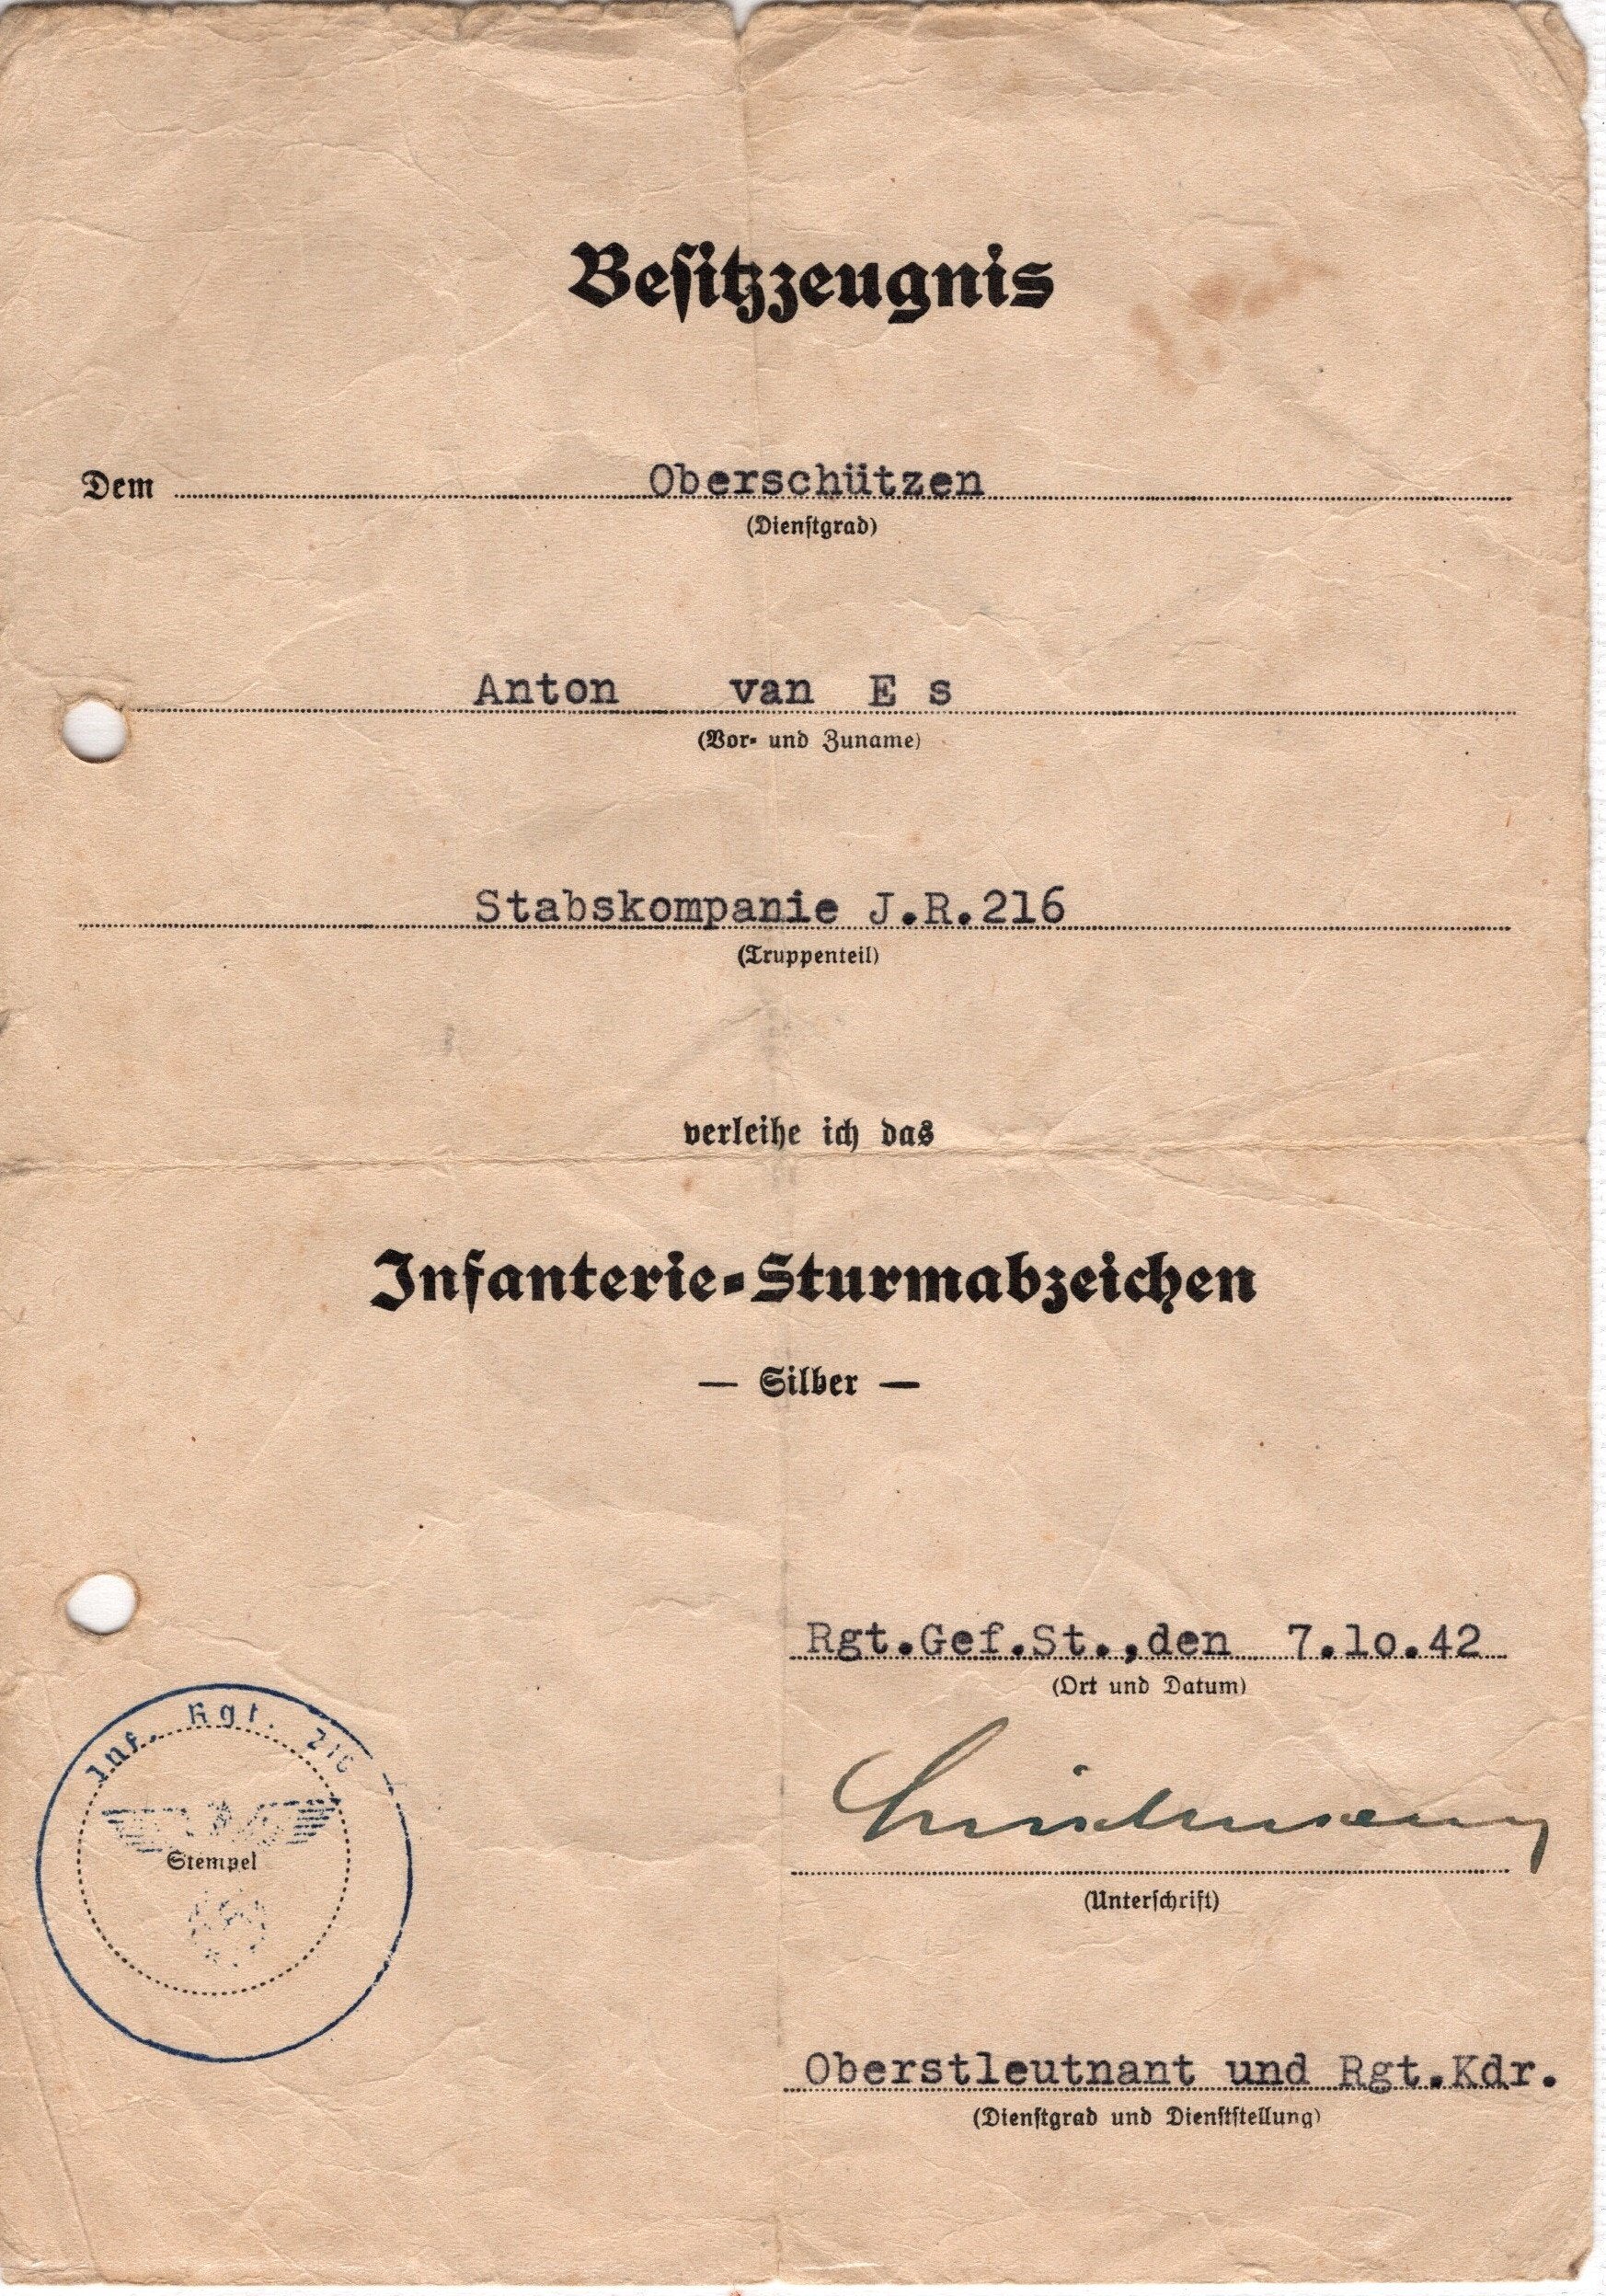 Besitzzeugnis
Dem Oberschützen
(Dienstgrad)
Anton van E s
(Vor- und Zuname)
Stabskompanie J.R.216
(Truppenteil)
verleihe ich das
Infanterie-Sturmabzeichen
— Silber —
Rgt.Gef.St.,den 7.1o.42
(Ort und Datum)
Inf. Rgt. 216
Stempel
(Unterschrift)
Oberstleutnant und Rgt.Kdr.
(Dienstgrad und Dienststellung)